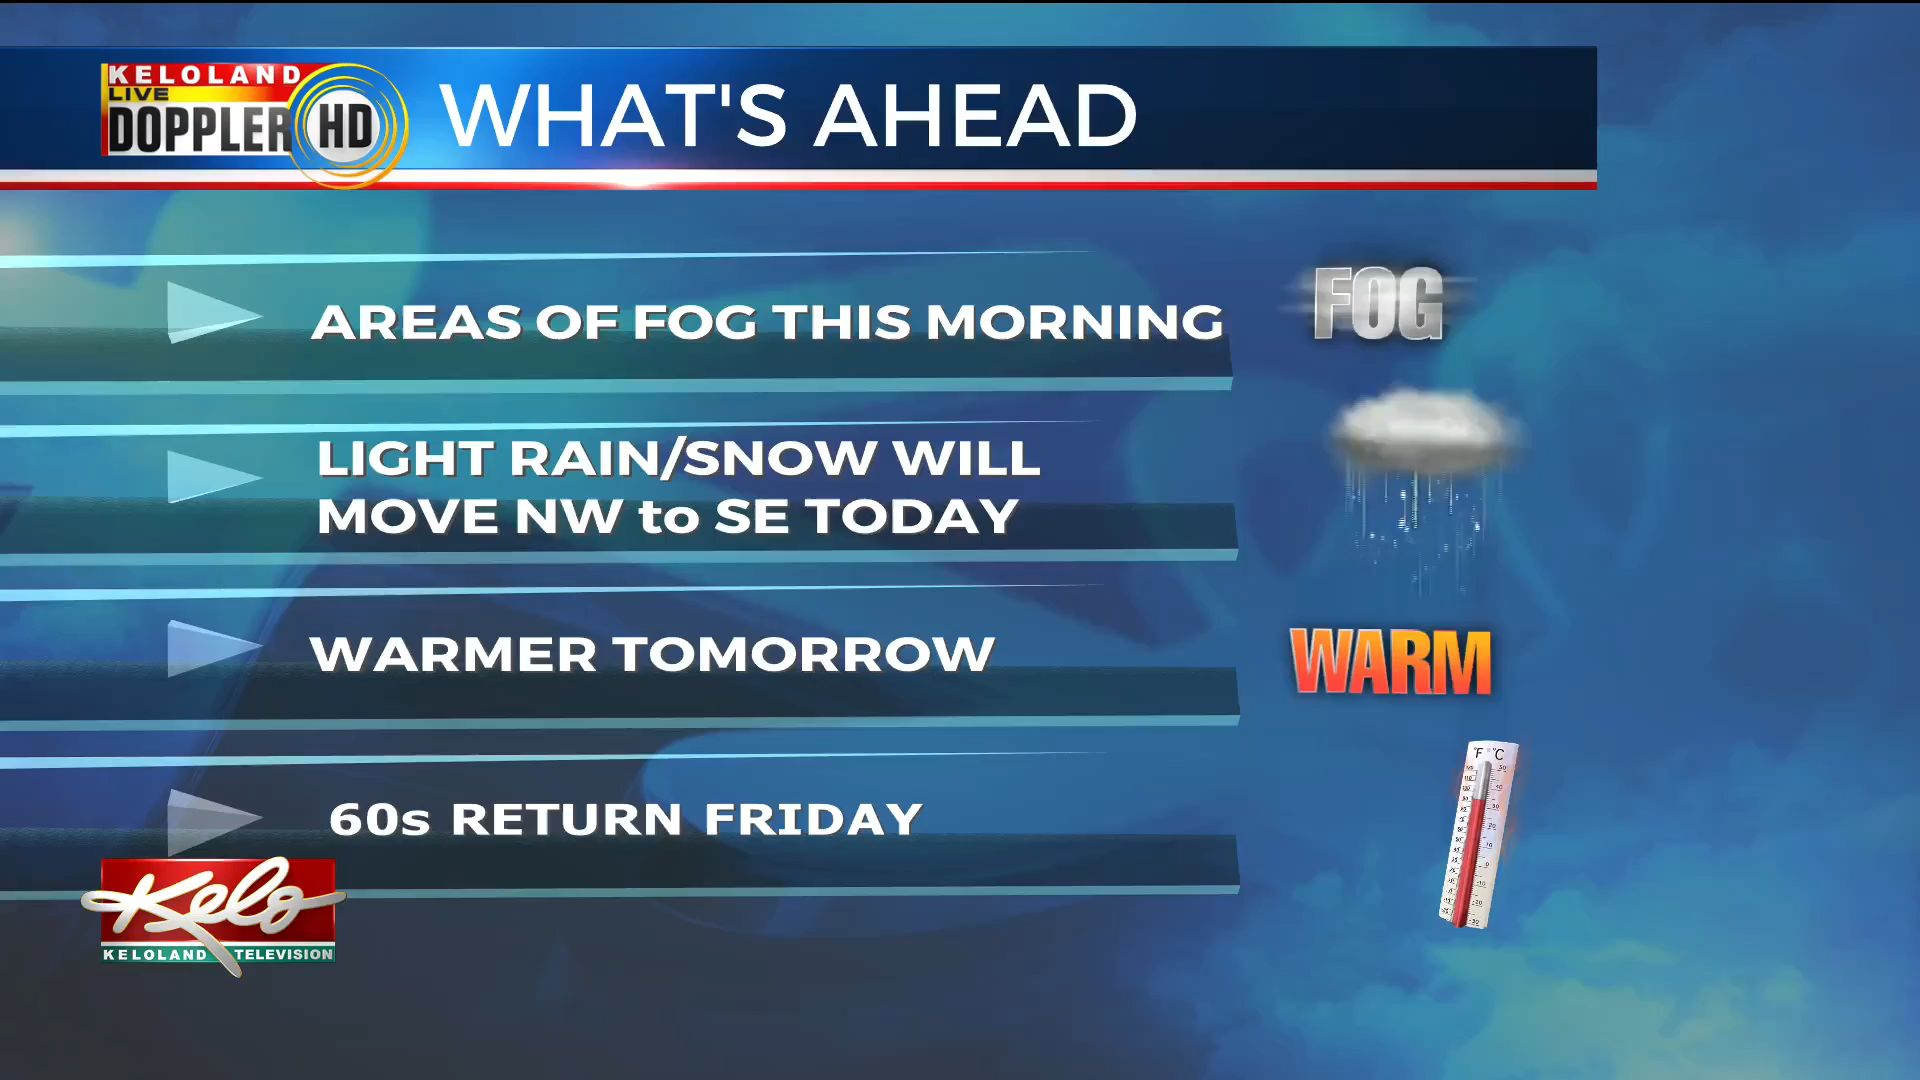 KELOLAND
LIVE
DOPPLER HD
WHAT'S AHEAD
AREAS OF FOG THIS MORNING
FOG
LIGHT RAIN/SNOW WILL
MOVE NW to SE TODAY
WARMER TOMORROW
WARM
°F °C
60s RETURN FRIDAY
Kelo
KELOLAND TELEVISION